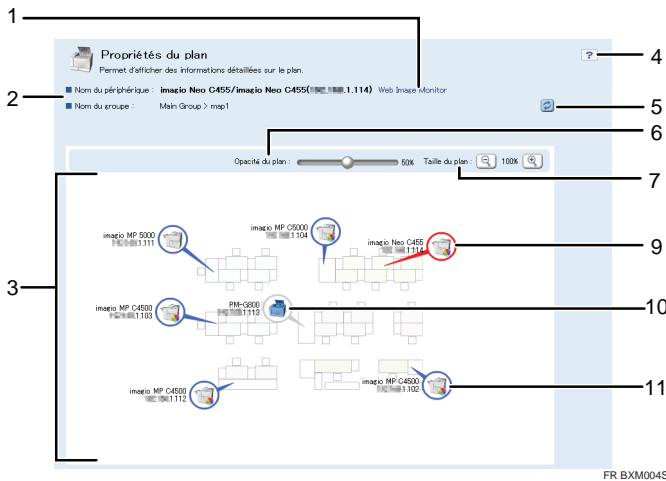 1
Propriétés du plan
Permet d'afficher des informations détaillées sur le plan.
4
2
Nom du périphérique : imagio Neo C455/imagio Neo C455( .1.114) Web Image Monitor
Nom du groupe : Main Group > map1
5
6
Opacité du plan : 50% Taille du plan : 100%
7
3
imagio MP 5000
.1.111
imagio MP C5000
.1.104
imagio Neo C455
.1.114
9
imagio MP C4500
.1.103
PM-G800
.1.113
10
imagio MP C4500
.1.112
imagio MP C4500
.1.102
11
FR BXM004S